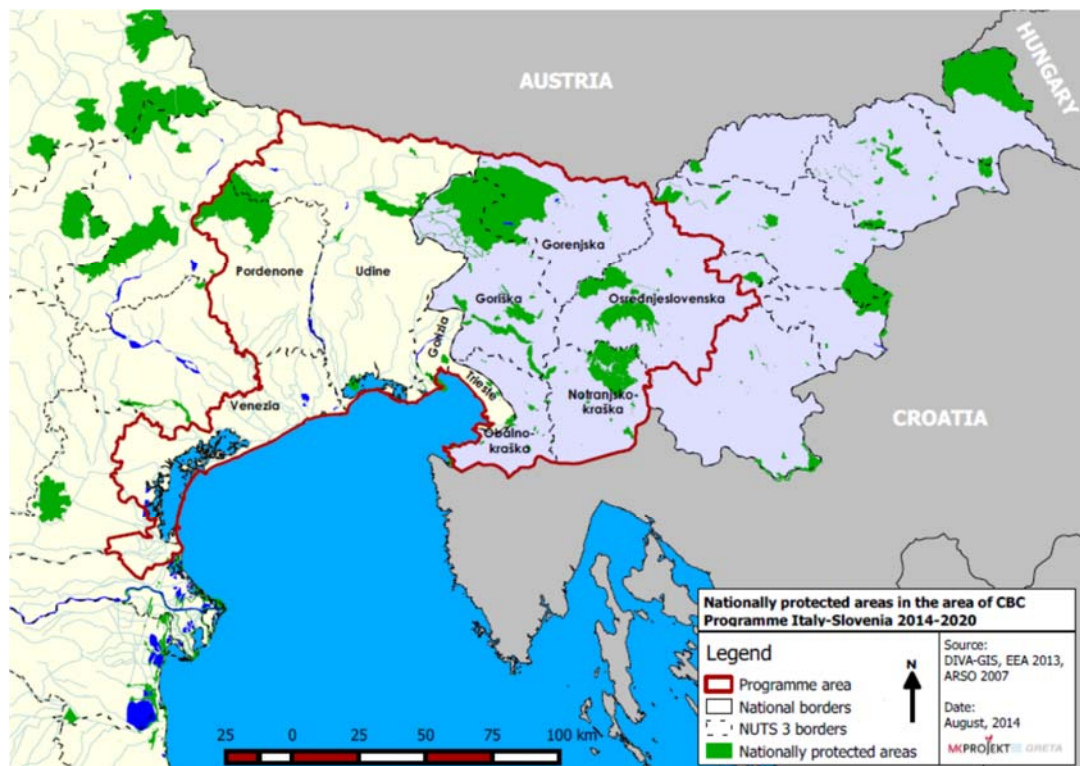 AUSTRIA
HUNGARY
Gorenjska
Pordenone
Udine
Goriška
Osrednjeslovenska
Gorizia
Trieste
Venezia
Notranjsko-
kraška
Obalno-
kraška
CROATIA
Nationally protected areas in the area of CBC
Programme Italy-Slovenia 2014-2020
Legend
Programme area
National borders
NUTS 3 borders
Nationally protected areas
N
Source:
DIVA-GIS, EEA 2013,
ARSO 2007
Date:
August, 2014
MKPROJEKT GRETA
25 0 25 50 75 100 km